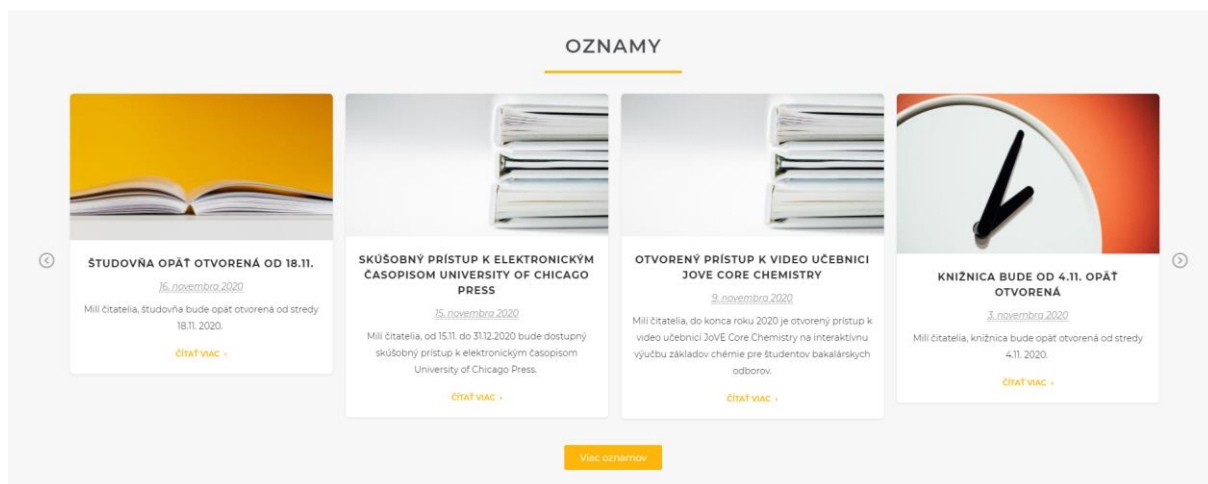 OZNAMY
ŠTUDOVŇA OPÄŤ OTVORENÁ OD 18.11.
16. novembra 2020
Milí čitatelia, študovňa bude opäť otvorená od stredy
18.11. 2020.
ČÍTAŤ VIAC ›
SKÚŠOBNÝ PRÍSTUP K ELEKTRONICKÝM
ČASOPISOM UNIVERSITY OF CHICAGO
PRESS
15. novembra 2020
Milí čitatelia, od 15.11. do 31.12.2020 bude dostupný
skúšobný prístup k elektronickým časopisom
University of Chicago Press.
ČÍTAŤ VIAC ›
OTVORENÝ PRÍSTUP K VIDEO UČEBNICI
JOVE CORE CHEMISTRY
9. novembra 2020
Milí čitatelia, do konca roku 2020 je otvorený prístup k
video učebnici JoVE Core Chemistry na interaktívnu
výučbu základov chémie pre študentov bakalárskych
odborov.
ČÍTAŤ VIAC ›
KNIŽNICA BUDE OD 4.11. OPÄŤ
OTVORENÁ
3. novembra 2020
Milí čitatelia, knižnica bude opäť otvorená od stredy
4.11. 2020.
ČÍTAŤ VIAC ›
Viac oznamov